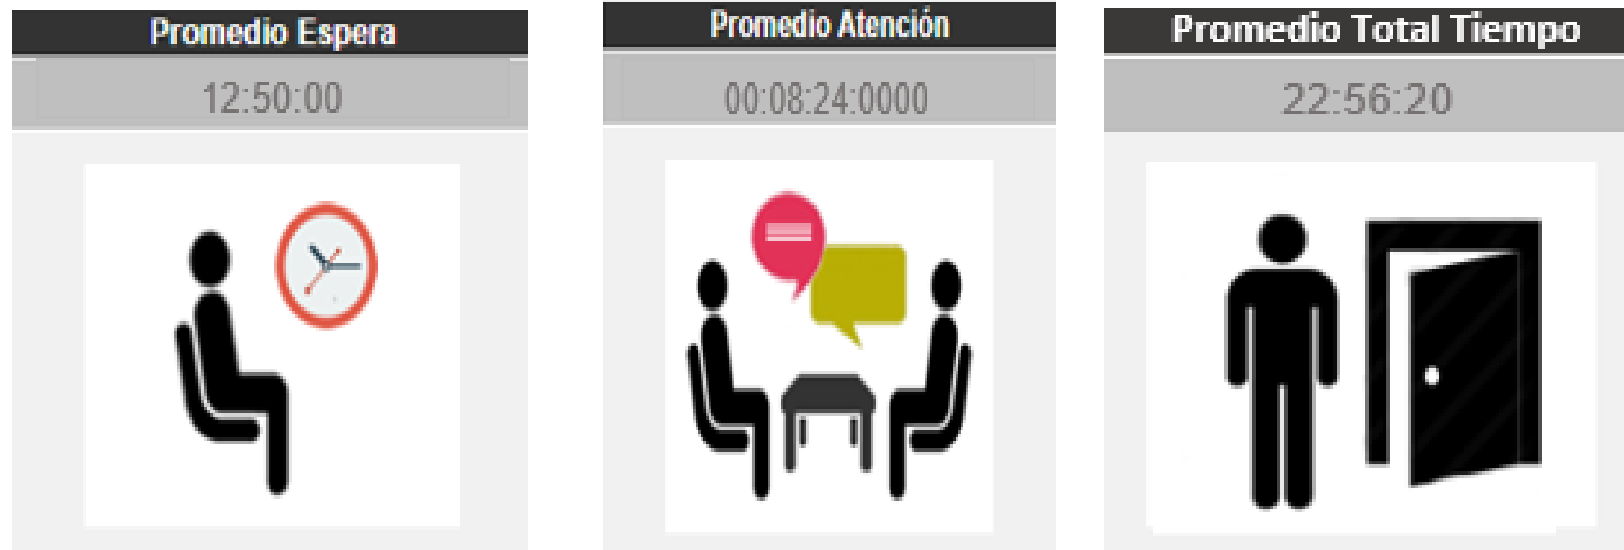 Promedio Espera
12:50:00
Promedio Atención
00:08:24:0000
Promedio Total Tiempo
22:56:20